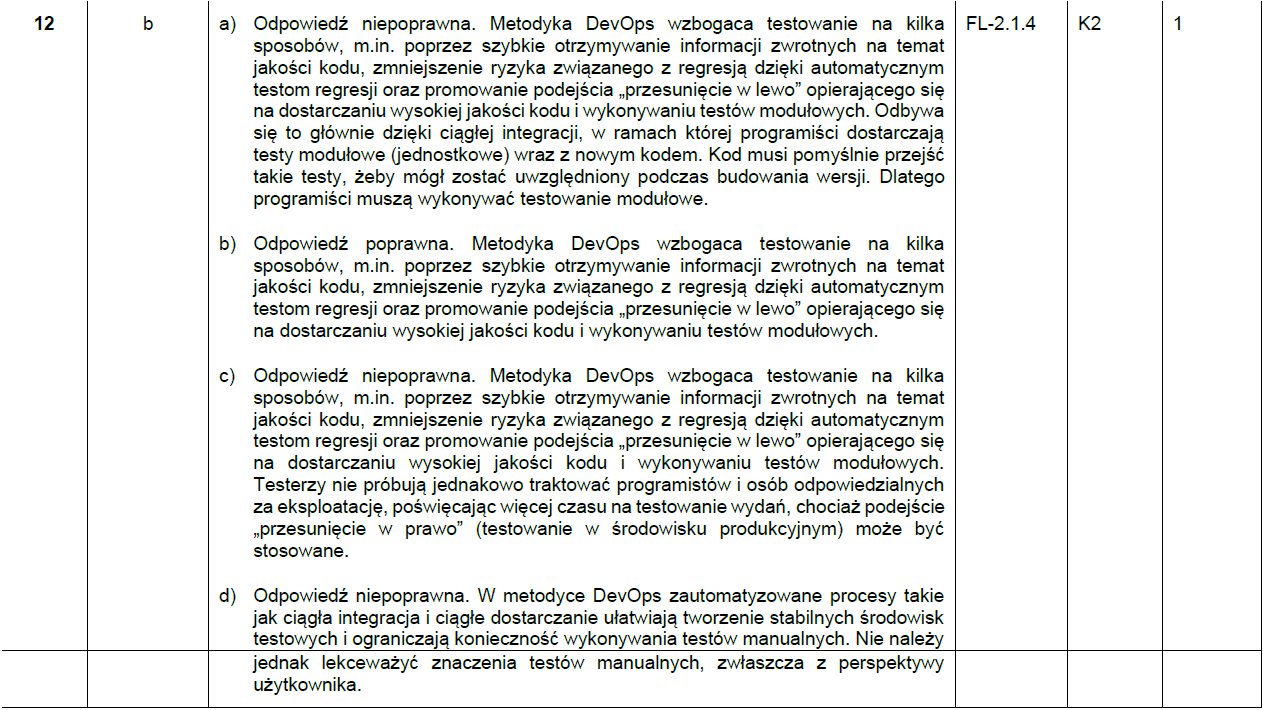 12 b a) Odpowiedź niepoprawna. Metodyka DevOps wzbogaca testowanie na kilka FL-2.1.4 K2 1
sposobów, m.in. poprzez szybkie otrzymywanie informacji zwrotnych na temat
jakości kodu, zmniejszenie ryzyka związanego z regresją dzięki automatycznym
testom regresji oraz promowanie podejścia „przesunięcie w lewo” opierającego się
na dostarczaniu wysokiej jakości kodu i wykonywaniu testów modułowych. Odbywa
się to głównie dzięki ciągłej integracji, w ramach której programiści dostarczają
testy modułowe (jednostkowe) wraz z nowym kodem. Kod musi pomyślnie przejść
takie testy, żeby mógł zostać uwzględniony podczas budowania wersji. Dlatego
programiści muszą wykonywać testowanie modułowe.
b) Odpowiedź poprawna. Metodyka DevOps wzbogaca testowanie na kilka
sposobów, m.in. poprzez szybkie otrzymywanie informacji zwrotnych na temat
jakości kodu, zmniejszenie ryzyka związanego z regresją dzięki automatycznym
testom regresji oraz promowanie podejścia „przesunięcie w lewo” opierającego się
na dostarczaniu wysokiej jakości kodu i wykonywaniu testów modułowych.
c) Odpowiedź niepoprawna. Metodyka DevOps wzbogaca testowanie na kilka
sposobów, m.in. poprzez szybkie otrzymywanie informacji zwrotnych na temat
jakości kodu, zmniejszenie ryzyka związanego z regresją dzięki automatycznym
testom regresji oraz promowanie podejścia „przesunięcie w lewo” opierającego się
na dostarczaniu wysokiej jakości kodu i wykonywaniu testów modułowych.
Testerzy nie próbują jednakowo traktować programistów i osób odpowiedzialnych
za eksploatację, poświęcając więcej czasu na testowanie wydań, chociaż podejście
„przesunięcie w prawo” (testowanie w środowisku produkcyjnym) może być
stosowane.
d) Odpowiedź niepoprawna. W metodyce DevOps zautomatyzowane procesy takie
jak ciągła integracja i ciągłe dostarczanie ułatwiają tworzenie stabilnych środowisk
testowych i ograniczają konieczność wykonywania testów manualnych. Nie należy
jednak lekceważyć znaczenia testów manualnych, zwłaszcza z perspektywy
użytkownika.